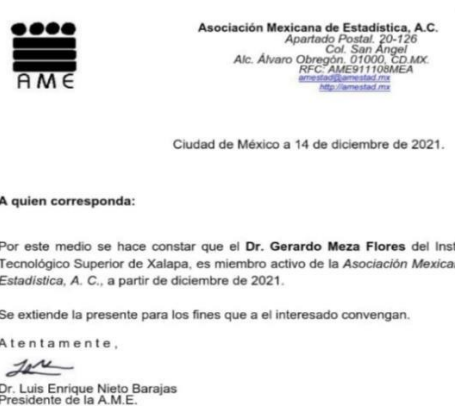 AME
Asociación Mexicana de Estadística, A.C.
Apartado Postal. 20-126
Col. San Ángel
Alc. Álvaro Obregón. 01000, CD.MX.
RFC. AME911108MEA
amestad@amestad.mx
http://amestad.mx
Ciudad de México a 14 de diciembre de 2021.
A quien corresponda:
Por este medio se hace constar que el Dr. Gerardo Meza Flores del Inst
Tecnológico Superior de Xalapa, es miembro activo de la Asociación Mexica
Estadística, A. C., a partir de diciembre de 2021.
Se extiende la presente para los fines que a el interesado convengan.
Atentamente,
Dr. Luis Enrique Nieto Barajas
Presidente de la A.M.E.